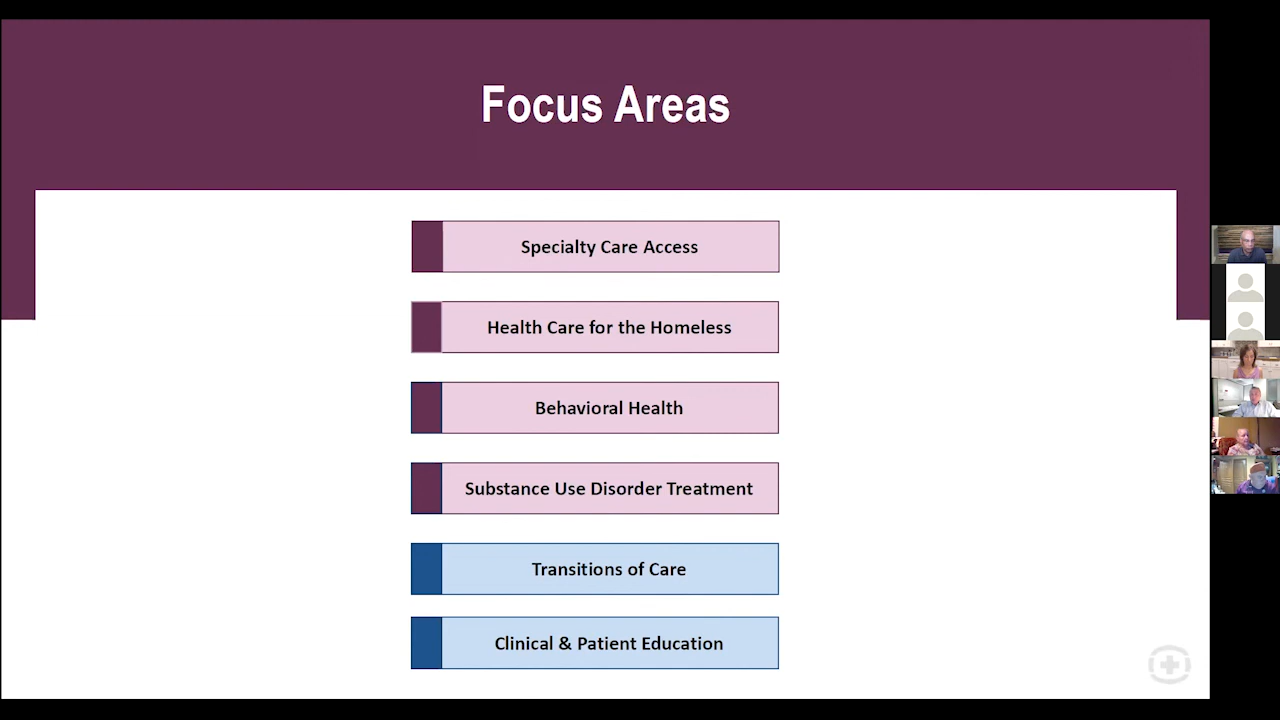 Focus Areas
Specialty Care Access
Health Care for the Homeless
Behavioral Health
Substance Use Disorder Treatment
Transitions of Care
Clinical & Patient Education